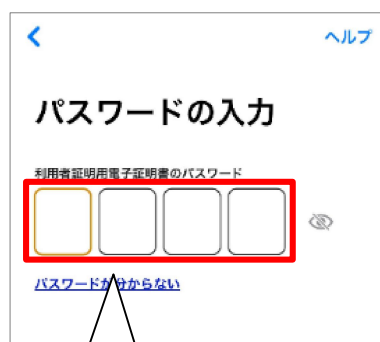 ヘルプ
パスワードの入力
利用者証明用電子証明書のパスワード
パスワードが分からない